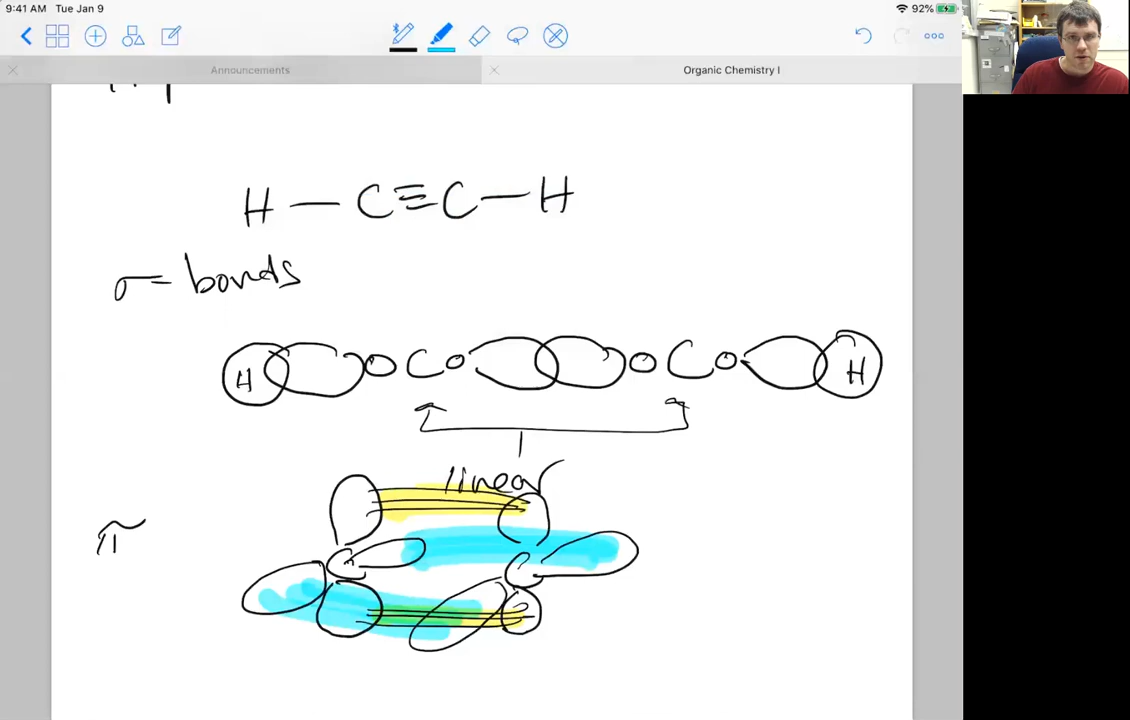 9:41 AM Tue Jan 9
92%
Announcements
Organic Chemistry I
H — C≡C — H
σ- bonds
H C C H
linear
π
C C